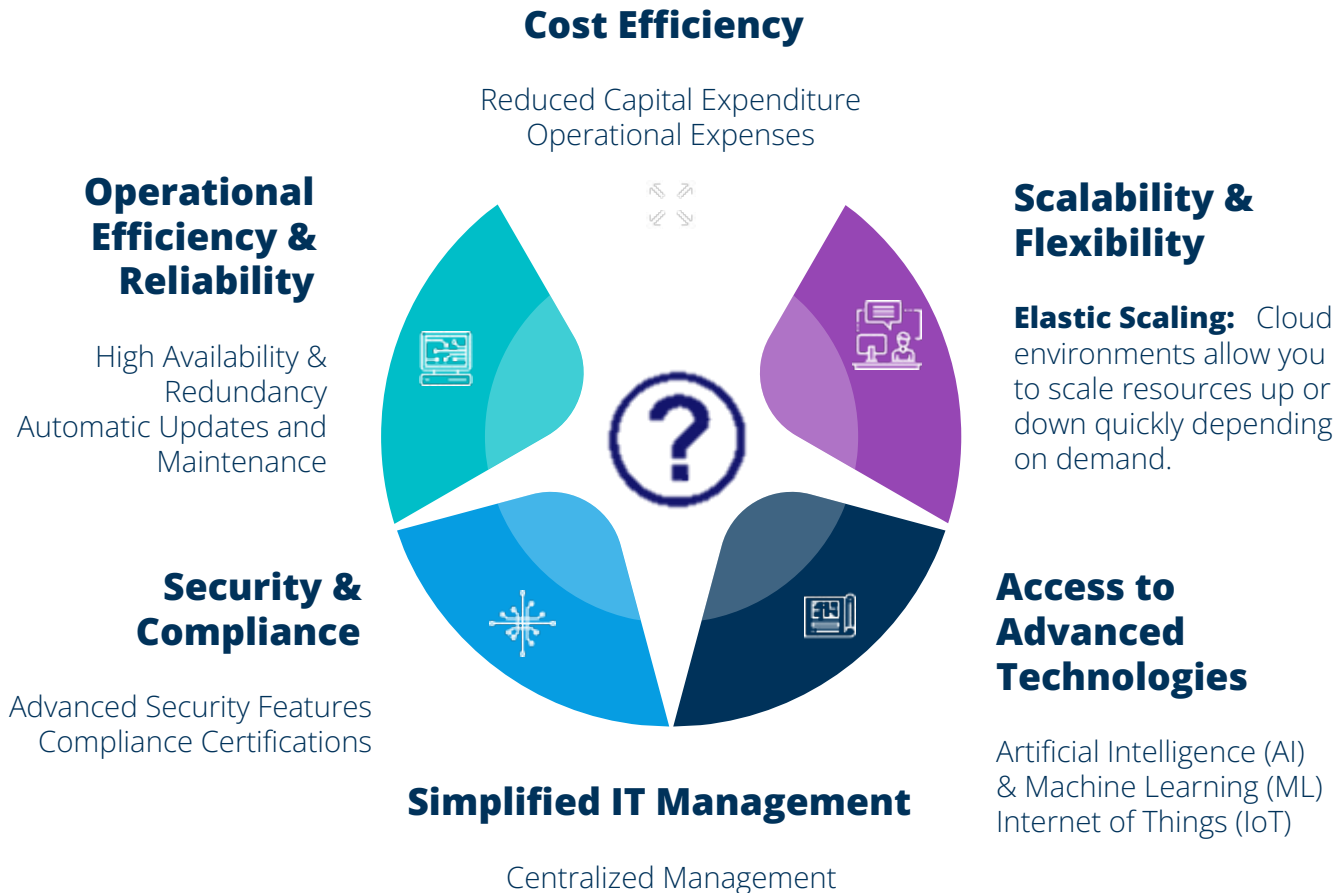 Cost Efficiency
Reduced Capital Expenditure
Operational Expenses
Operational
Efficiency &
Reliability
High Availability &
Redundancy
Automatic Updates and
Maintenance
Scalability &
Flexibility
Elastic Scaling: Cloud
environments allow you
to scale resources up or
down quickly depending
on demand.
?
Security &
Compliance
Advanced Security Features
Compliance Certifications
Access to
Advanced
Technologies
Artificial Intelligence (AI)
& Machine Learning (ML)
Internet of Things (IoT)
Simplified IT Management
Centralized Management